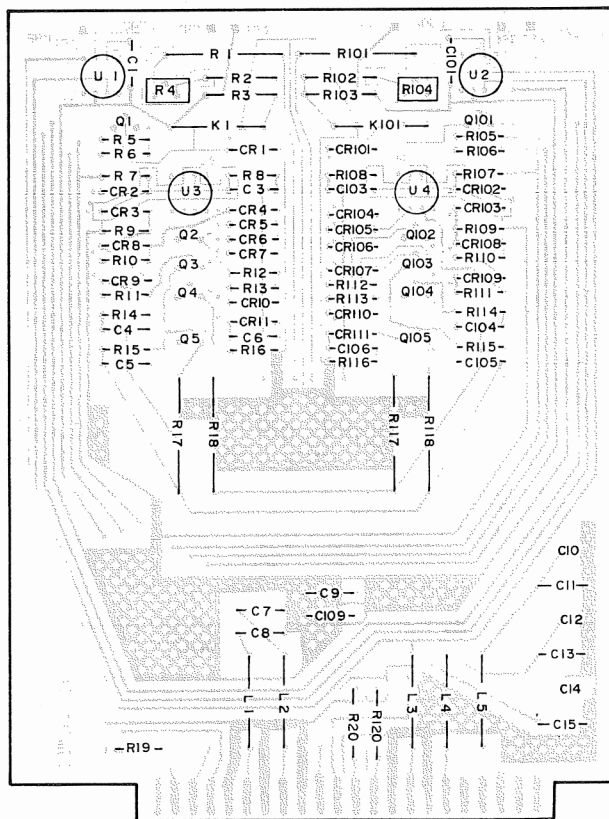 C1 R1 R101 C101
U1 R4 R2 R102 R104 U2
R3 R103
Q1 K1 K101 Q101
R5 R105
R6 CR1 CR101 R106
R7 R8 R108 R107
CR2 U3 C3 C103 U4 CR102
CR3 CR4 CR104 CR103
R9 Q2 CR5 CR105 Q102 R109
CR8 CR6 CR106 CR108
R10 CR7 R110
Q3 Q103
CR9 R12 CR107 CR109
R11 Q4 R13 R112 Q104 R111
CR10 R113
R14 CR110 R114
C4 CR11 C104
Q5 C6 CR111 Q105
R15 R16 C106 R115
C5 R116 C105
R17 R18 R117 R118
C10
C9 C11
C7 C109 C12
C8 C13
C14
L1 L2 R20 R120 L3 L4 L5 C15
R19